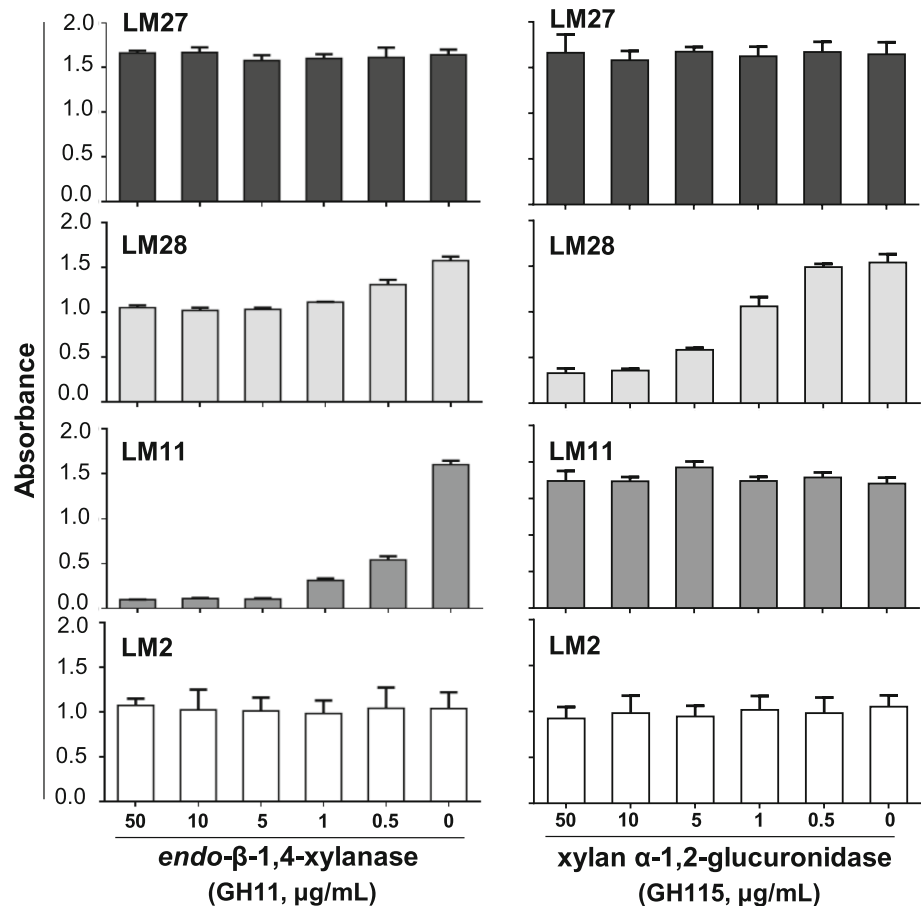 LM27
2.0
1.5
1.0
0.5
0.0
LM27
LM28
2.0
1.5
1.0
0.5
0.0
LM28
LM11
2.0
1.5
1.0
0.5
0.0
LM11
LM2
2.0
1.5
1.0
0.5
0.0
LM2
Absorbance
50 10 5 1 0.5 0
endo-β-1,4-xylanase
(GH11, µg/mL)
50 10 5 1 0.5 0
xylan α-1,2-glucuronidase
(GH115, µg/mL)